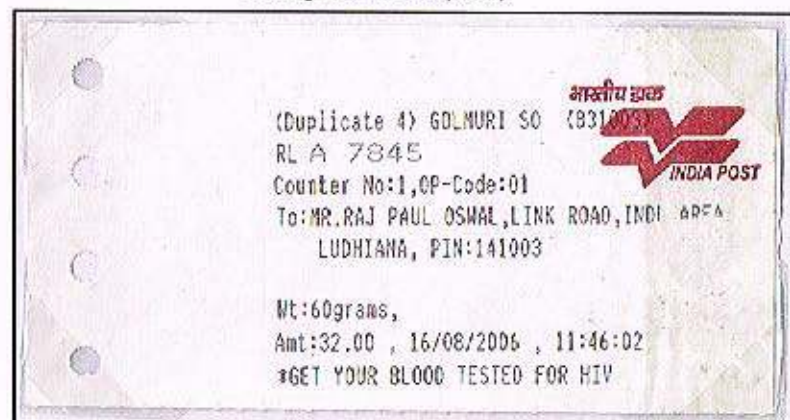 भारतीय डाक
(Duplicate 4) GOLMURI SO (831003)
RL A 7845
INDIA POST
Counter No:1,OP-Code:01
To:MR.RAJ PAUL OSWAL,LINK ROAD,INDL AREA
LUDHIANA, PIN:141003
Wt:60grams,
Amt:32.00 , 16/08/2006 , 11:46:02
*GET YOUR BLOOD TESTED FOR HIV